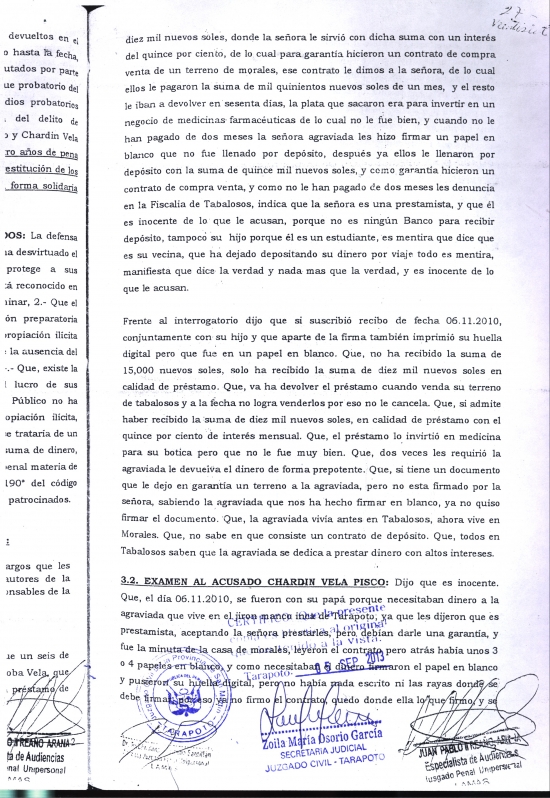 devueltos en e
o hasta la fecha,
utados por parte
ue probatorio del
dios probatorios
, del delito de
o y Chardin Vela
ro años de pena
estitución de los
forma solidaria
DOS: La defensa
na desvirtuado el
protege a sus
tá reconocido en
inar, 2.- Que el
ón preparatoria
ropiación ilícita
la ausencia del
.- Que, existe la
lucro de sus
Público no ha
opiación ilícita,
se trataría de un
suma de dinero,
penal materia de
190° del código
patrocinados.
:
argos que les
autores de la
nsables de la
ue un seis de
oba Vela, que
préstamo de
diez mil nuevos soles, donde la señora le sirvió con dicha suma con un interés
del quince por ciento, de lo cual para garantía hicieron un contrato de compra
venta de un terreno de morales, ese contrato le dimos a la señora, de lo cual
ellos le pagaron la suma de mil quinientos nuevos soles de un mes, y el resto
le iban a devolver en sesenta días, la plata que sacaron era para invertir en un
negocio de medicinas farmacéuticas de lo cual no le fue bien, y cuando no le
han pagado de dos meses la señora agraviada les hizo firmar un papel en
blanco que no fue llenado por depósito, después ya ellos le llenaron por
depósito con la suma de quince mil nuevos soles, y como garantía hicieron un
contrato de compra venta, y como no le han pagado de dos meses les denuncia
en la Fiscalía de Tabalosos, indica que la señora es una prestamista, y que él
es inocente de lo que le acusan, porque no es ningún Banco para recibir
depósito, tampoco su hijo porque él es un estudiante, es mentira que dice que
es su vecina, que ha dejado depositando su dinero por viaje todo es mentira,
manifiesta que dice la verdad y nada mas que la verdad, y es inocente de lo
que le acusan.
Frente al interrogatorio dijo que si suscribió recibo de fecha 06.11.2010,
conjuntamente con su hijo y que aparte de la firma también imprimió su huella
digital pero que fue en un papel en blanco. Que, no ha recibido la suma de
15,000 nuevos soles, solo ha recibido la suma de diez mil nuevos soles en
calidad de préstamo. Que, va ha devolver el préstamo cuando venda su terreno
de tabalosos y a la fecha no logra venderlos por eso no le cancela. Que, si admite
haber recibido la suma de diez mil nuevos soles, en calidad de préstamo con el
quince por ciento de interés mensual. Que, el préstamo lo invirtió en medicina
para su botica pero que no le fue muy bien. Que, dos veces les requirió la
agraviada le devuelva el dinero de forma prepotente. Que, si tiene un documento
que le dejo en garantía un terreno a la agraviada, pero no esta firmado por la
señora, sabiendo la agraviada que nos ha hecho firmar en blanco, ya no quiso
firmar el documento. Que, la agraviada vivía antes en Tabalosos, ahora vive en
Morales. Que, no sabe en que consiste un contrato de depósito. Que, todos en
Tabalosos saben que la agraviada se dedica a prestar dinero con altos intereses.
3.2. EXAMEN AL ACUSADO CHARDIN VELA PISCO: Dijo que es inocente.
Que, el día 06.11.2010, se fueron con su papá porque necesitaban dinero a la
agraviada que vive en el jiron manco inca de Tarapoto, ya que les dijeron que es
prestamista, aceptando la señora prestarles, pero debían darle una garantía, y
fue la minuta de la casa de morales, leyeron el contrato pero atrás había unos 3
o 4 papeles en blanco, y como necesitaban el dinero firmaron el papel en blanco
y pusieron su huella digital, pero no había nada escrito ni las rayas donde se
debe firmar, por eso ya no firmo el contrato, quedo donde ella lo que firmo, y se
CERTIFICO: Que la presente
original
a la vista.
Tarapoto, 05 SEP 2013
TARAPOTO
Zoila María Osorio García
SECRETARIA JUDICIAL
JUZGADO CIVIL - TARAPOTO
JUAN PABLO
Especialista de Audiencias
Juzgado Penal Unipersonal
LAMAS
ARANA
ta de Audiencias
nal Unipersonal